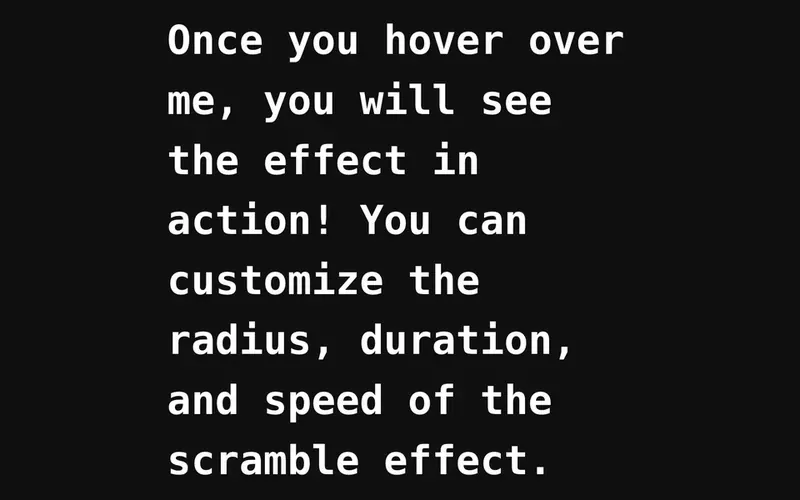 Once you hover over
me, you will see
the effect in
action! You can
customize the
radius, duration,
and speed of the
scramble effect.